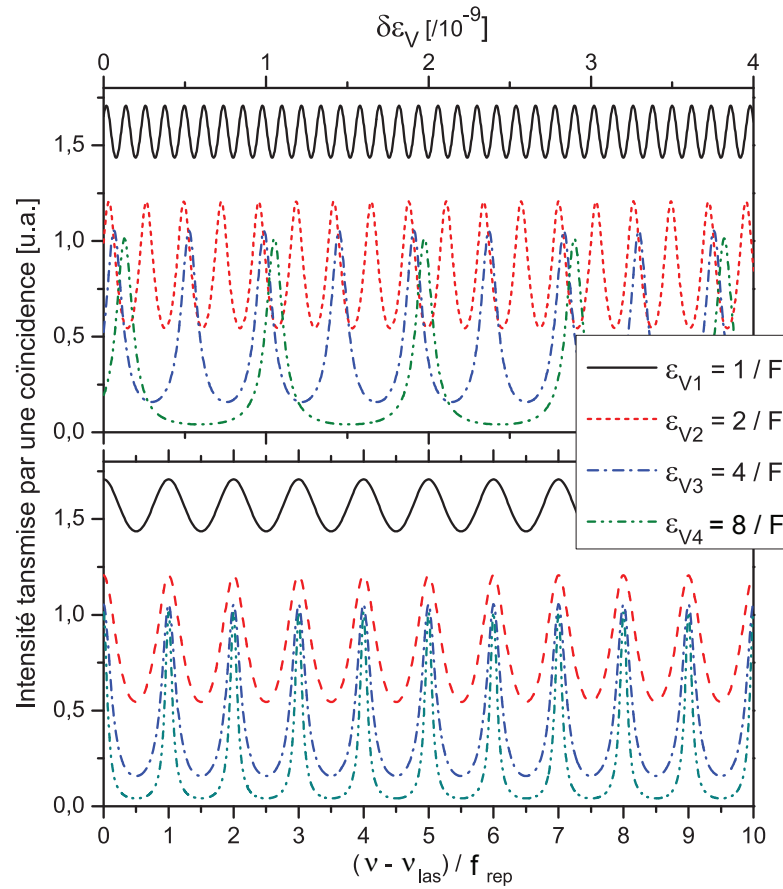 δε_V [/10⁻⁹]
0 1 2 3 4
Intensité tansmise par une coïncidence [u.a.]
1,5
1,0
0,5
0,0
ε_V1 = 1 / F
ε_V2 = 2 / F
ε_V3 = 4 / F
ε_V4 = 8 / F
1,5
1,0
0,5
0,0
0 1 2 3 4 5 6 7 8 9 10
(ν - ν_las) / f_rep